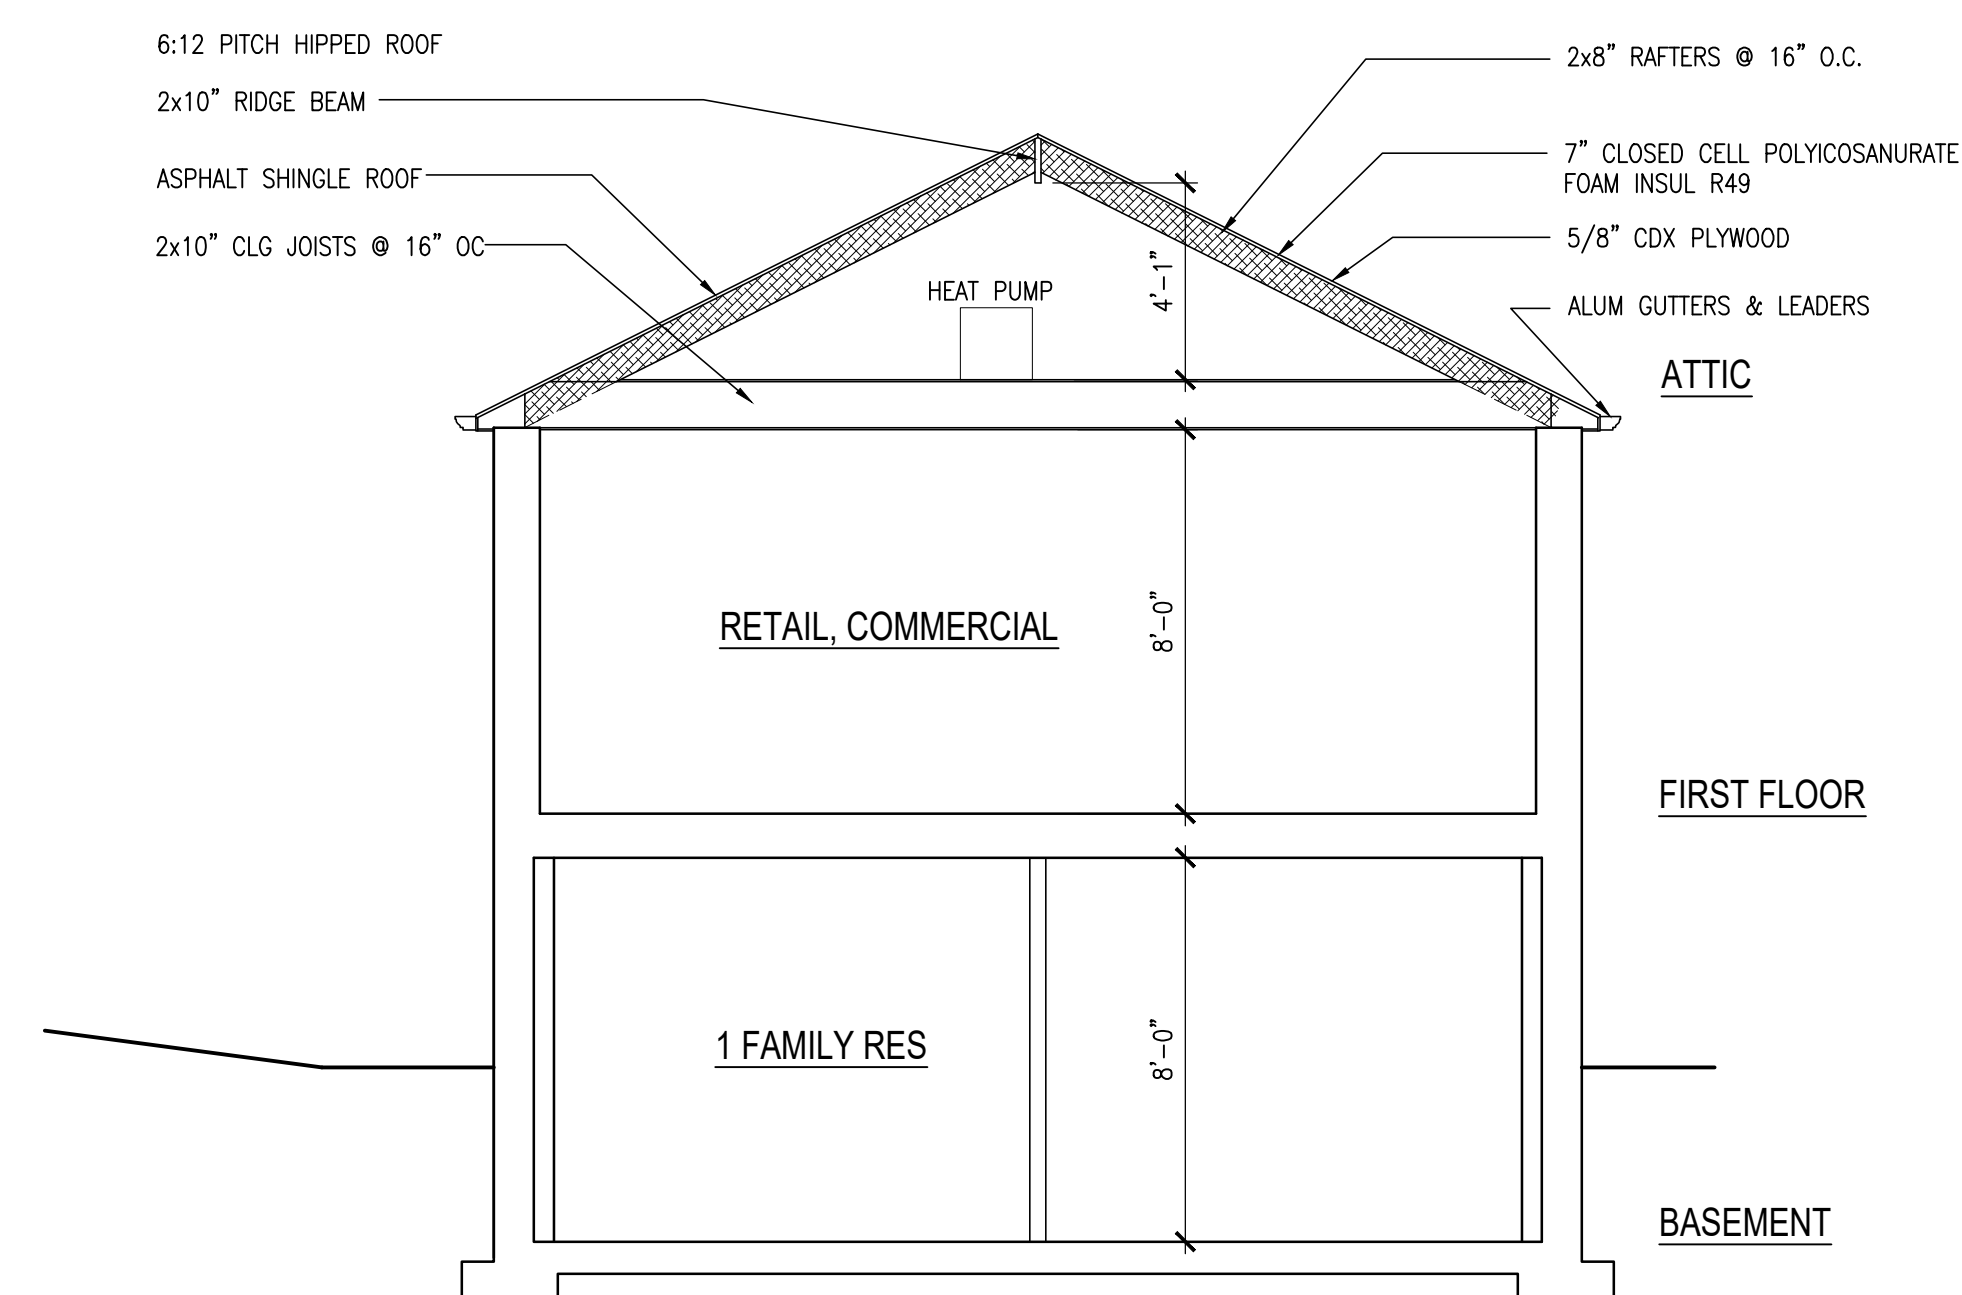 6:12 PITCH HIPPED ROOF
2x10” RIDGE BEAM
ASPHALT SHINGLE ROOF
2x10” CLG JOISTS @ 16” OC
2x8” RAFTERS @ 16” O.C.
7” CLOSED CELL POLYICOSANURATE
FOAM INSUL R49
5/8” CDX PLYWOOD
ALUM GUTTERS & LEADERS
HEAT PUMP
4’-1”
ATTIC
RETAIL, COMMERCIAL
8’-0”
FIRST FLOOR
1 FAMILY RES
8’-0”
BASEMENT